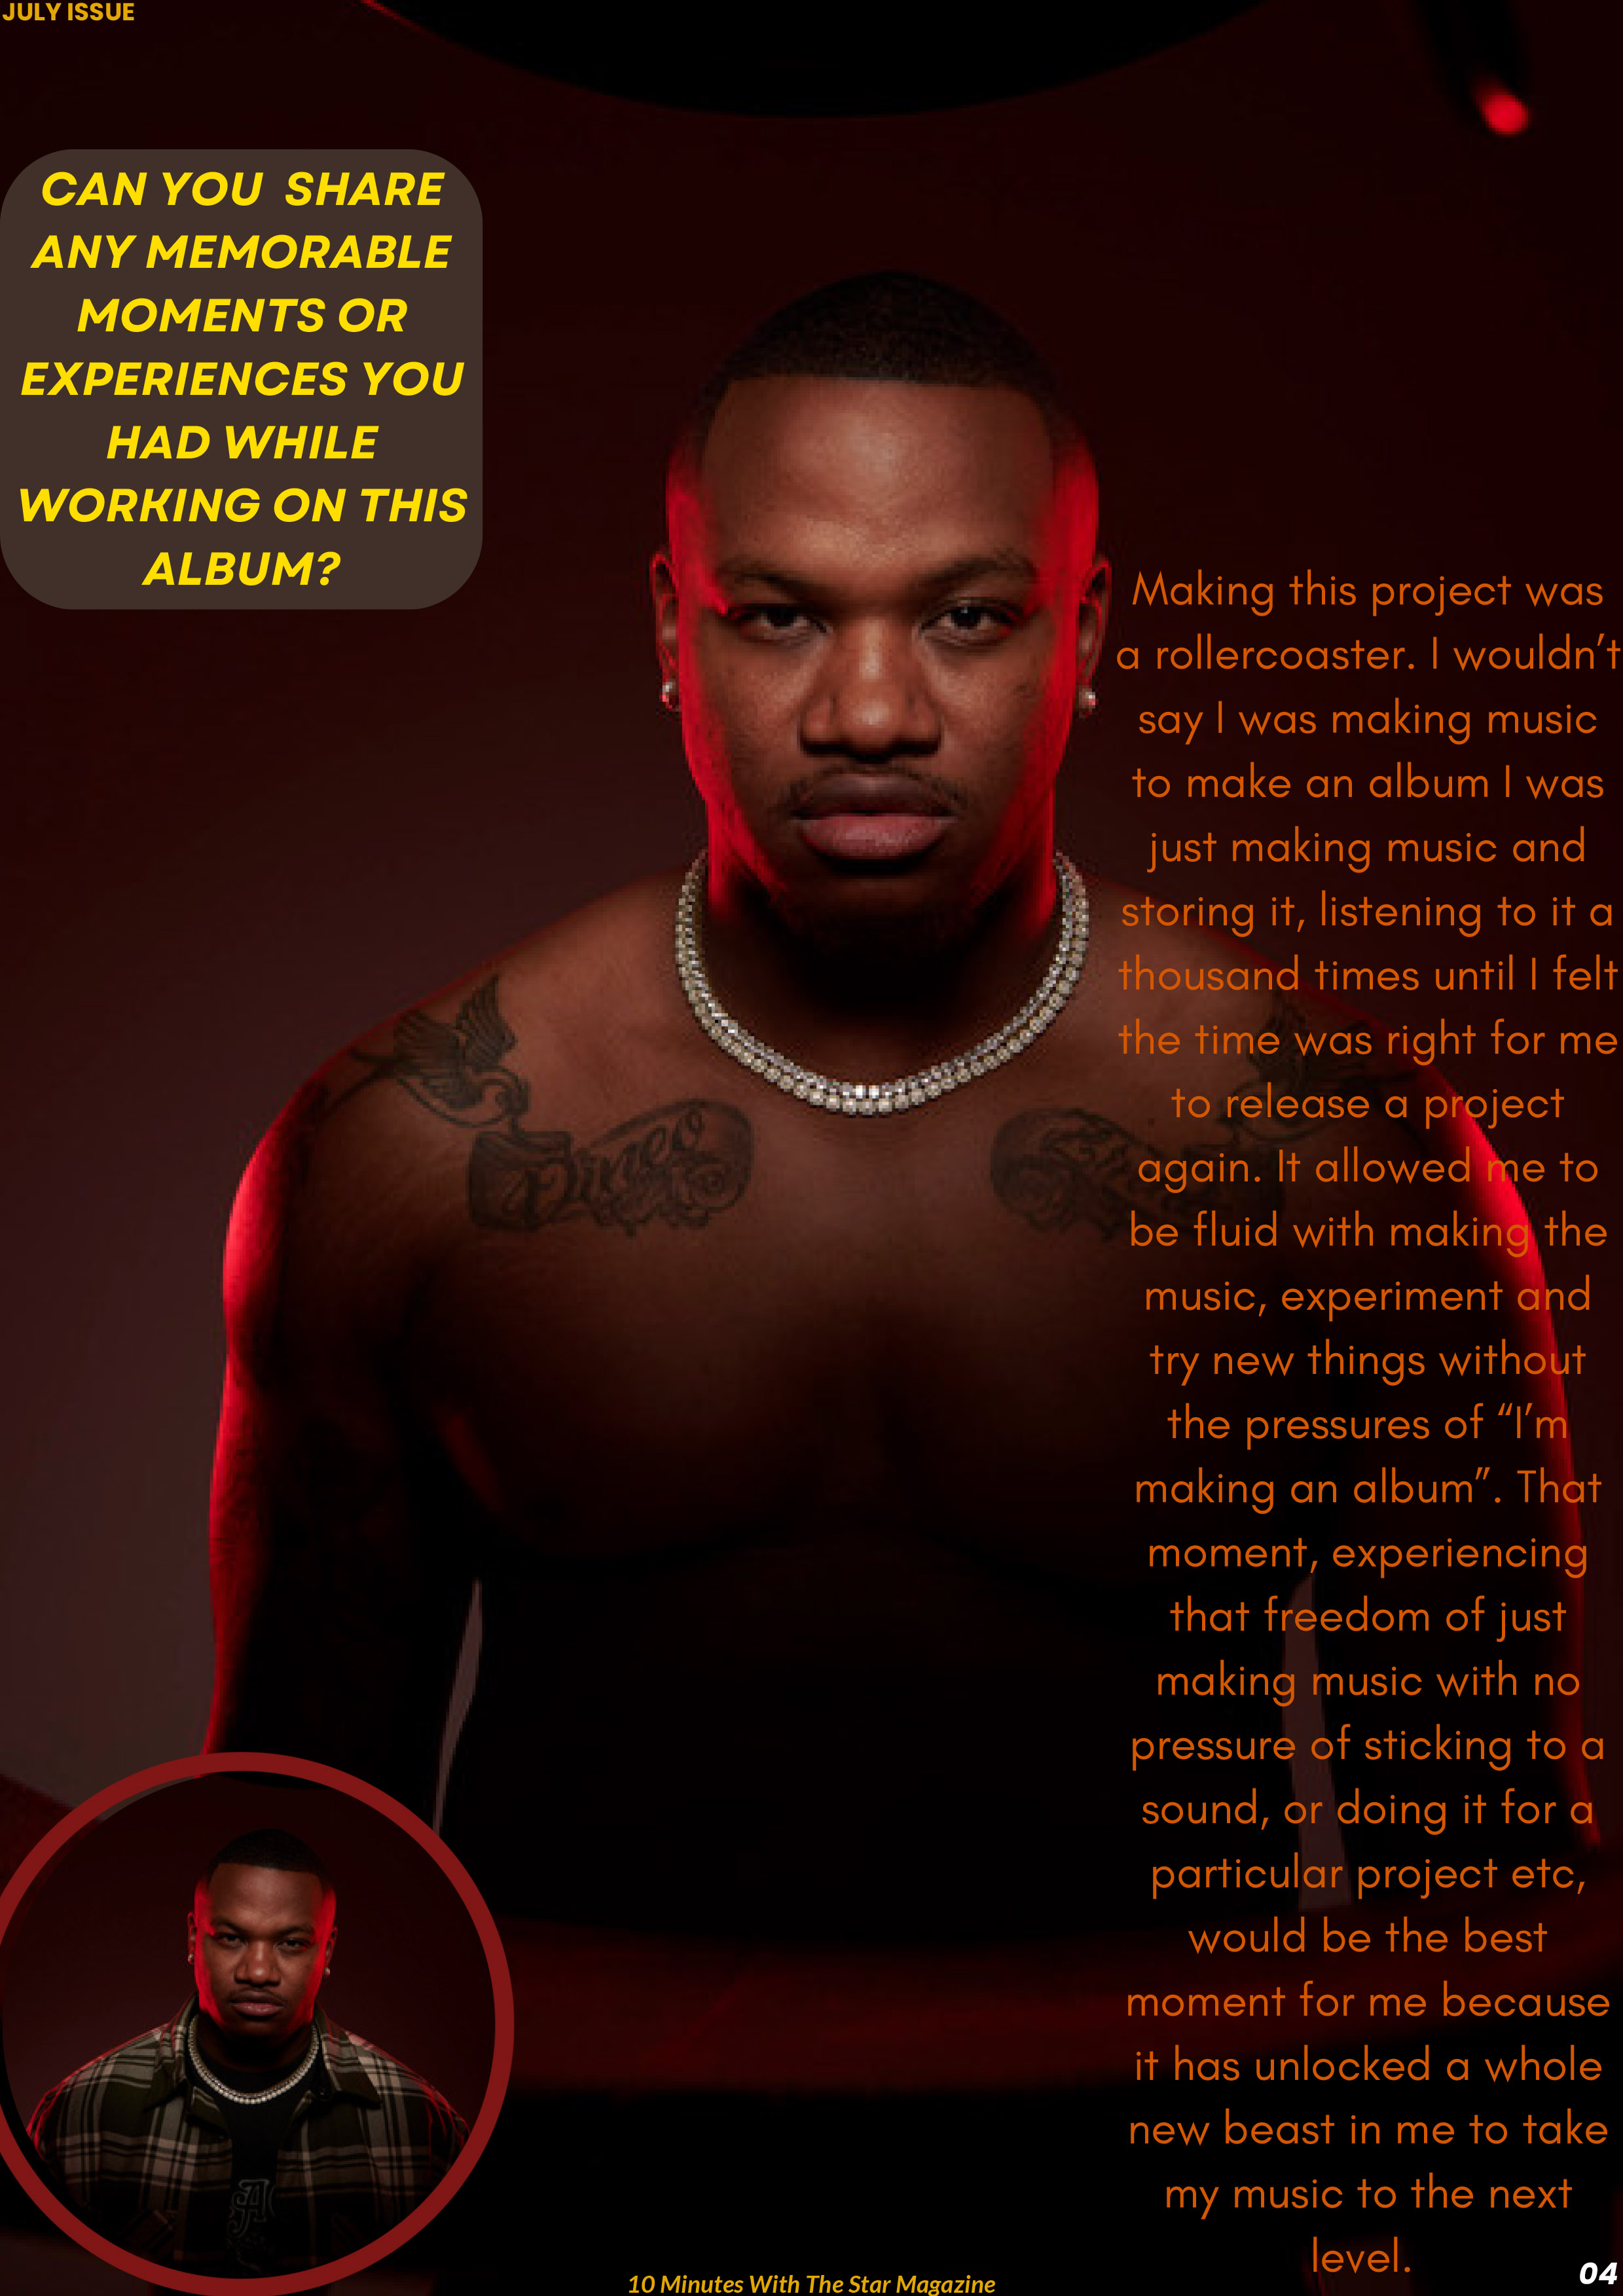 JULY ISSUE
CAN YOU SHARE
ANY MEMORABLE
MOMENTS OR
EXPERIENCES YOU
HAD WHILE
WORKING ON THIS
ALBUM?
Making this project was
a rollercoaster. I wouldn’t
say I was making music
to make an album I was
just making music and
storing it, listening to it a
thousand times until I felt
the time was right for me
to release a project
again. It allowed me to
be fluid with making the
music, experiment and
try new things without
the pressures of “I’m
making an album”. That
moment, experiencing
that freedom of just
making music with no
pressure of sticking to a
sound, or doing it for a
particular project etc,
would be the best
moment for me because
it has unlocked a whole
new beast in me to take
my music to the next
level.
10 Minutes With The Star Magazine
04